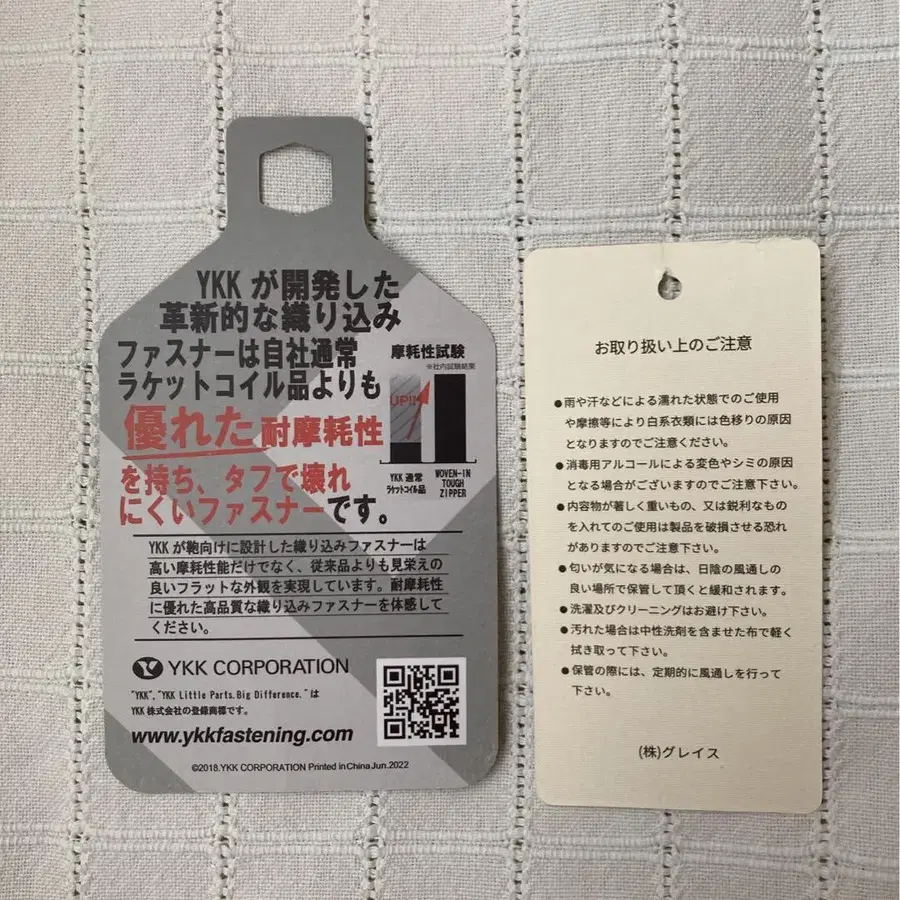 YKKが開発した
革新的な織り込み
ファスナーは自社通常
ラケットコイル品よりも
優れた耐摩耗性
を持ち、タフで壊れ
にくいファスナーです。
摩耗性試験
※社内試験結果
UP!!
YKK 通常
ラケットコイル品
WOVEN-IN
TOUGH
ZIPPER
YKKが鞄向けに設計した織り込みファスナーは
高い摩耗性能だけでなく、従来品よりも見栄えの
良いフラットな外観を実現しています。耐摩耗性
に優れた高品質な織り込みファスナーを体感して
ください。
YKK CORPORATION
"YKK", "YKK Little Parts. Big Difference." は
YKK 株式会社の登録商標です。
www.ykkfastening.com
©2018.YKK CORPORATION Printed in China Jun.2022
お取り扱い上のご注意
●雨や汗などによる濡れた状態でのご使用
や摩擦等により白系衣類には色移りの原因
となりますのでご注意ください。
●消毒用アルコールによる変色やシミの原因
となる場合がございますのでご注意下さい。
●内容物が著しく重いもの、又は鋭利なもの
を入れてのご使用は製品を破損させる恐れ
がありますのでご注意下さい。
●匂いが気になる場合は、日陰の風通しの
良い場所で保管して頂くと緩和されます。
●洗濯及びクリーニングはお避け下さい。
●汚れた場合は中性洗剤を含ませた布で軽く
拭き取って下さい。
●保管の際には、定期的に風通しを行って
下さい。
(株)グレイス